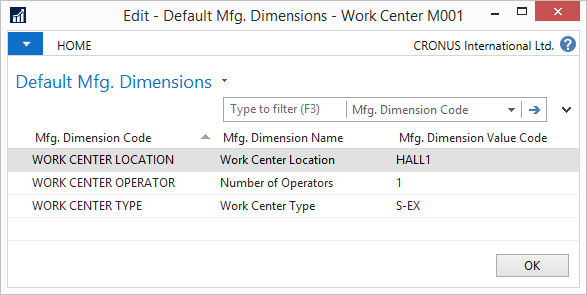 Edit - Default Mfg. Dimensions - Work Center M001
HOME CRONUS International Ltd. ?
Default Mfg. Dimensions
Type to filter (F3) Mfg. Dimension Code
Mfg. Dimension Code Mfg. Dimension Name Mfg. Dimension Value Code
WORK CENTER LOCATION Work Center Location HALL1
WORK CENTER OPERATOR Number of Operators 1
WORK CENTER TYPE Work Center Type S-EX
OK